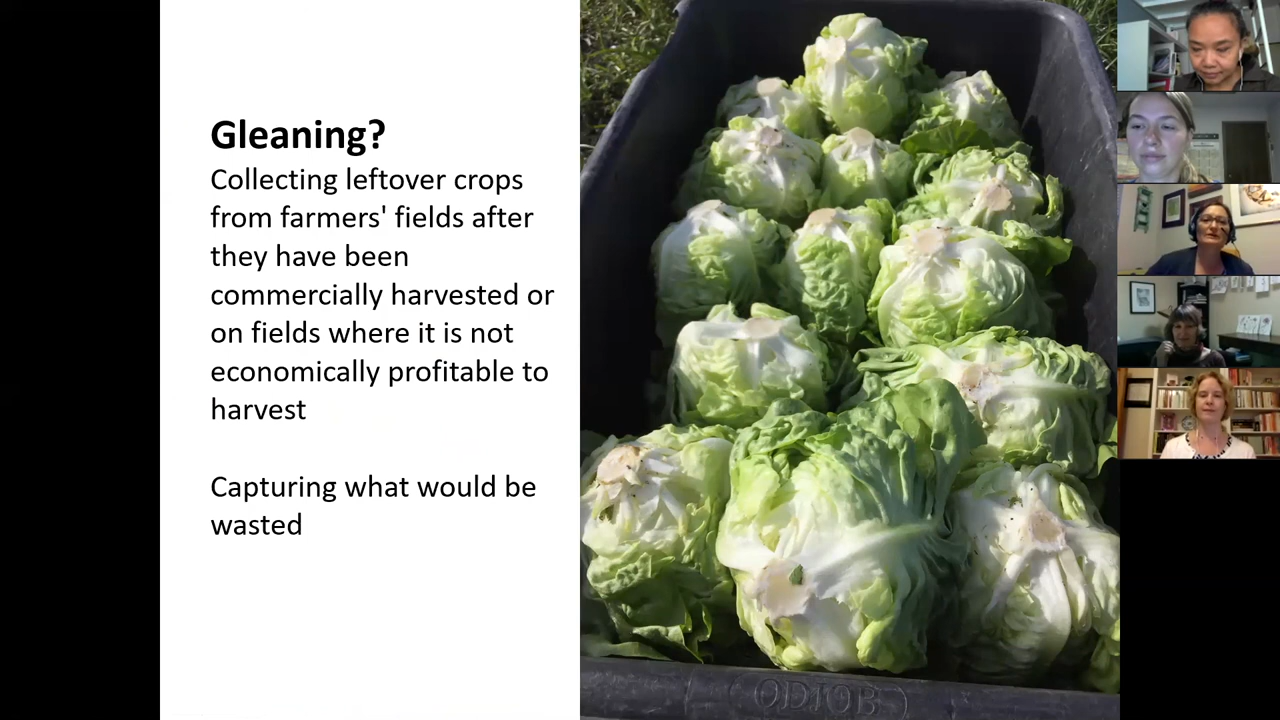 Gleaning?
Collecting leftover crops
from farmers' fields after
they have been
commercially harvested or
on fields where it is not
economically profitable to
harvest
Capturing what would be
wasted